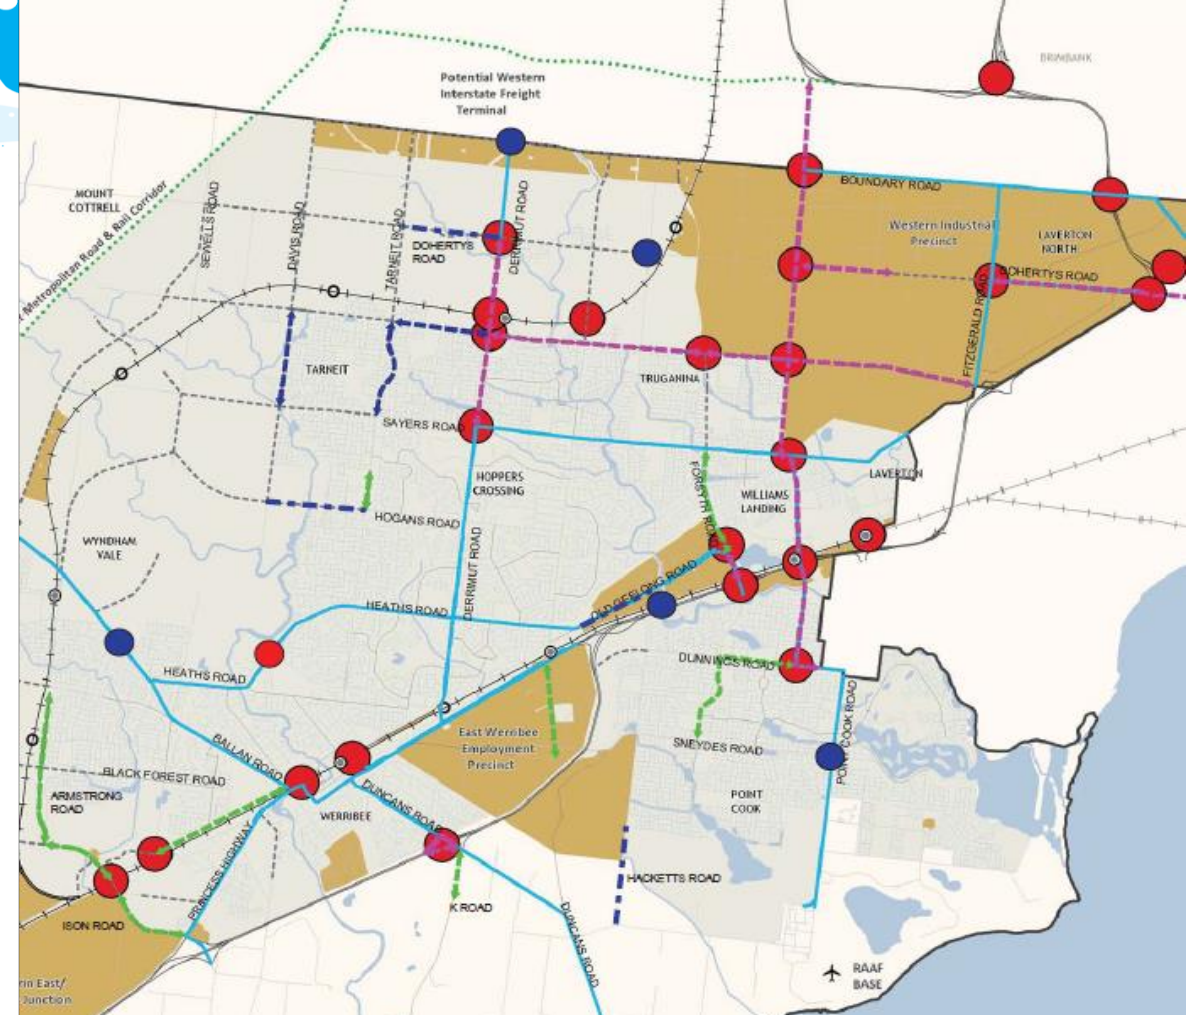 BRIMBANK
Potential Western
Interstate Freight
Terminal
MOUNT
COTTRELL
Metropolitan Road & Rail Corridor
SEWELLS ROAD
DAVIS ROAD
TARNEIT ROAD
DERRIMUT ROAD
DOHERTYS
ROAD
BOUNDARY ROAD
Western Industrial
Precinct
LAVERTON
NORTH
DOHERTYS ROAD
FITZGERALD ROAD
TARNEIT
TRUGANINA
SAYERS ROAD
HOPPERS
CROSSING
FORSYTH ROAD
WILLIAMS
LANDING
LAVERTON
HOGANS ROAD
WYNDHAM
VALE
DERRIMUT ROAD
OLD GEELONG ROAD
HEATHS ROAD
HEATHS ROAD
DUNNINGS ROAD
POINT COOK ROAD
BALLAN ROAD
East Werribee
Employment
Precinct
SNEYDES ROAD
BLACK FOREST ROAD
ARMSTRONG
ROAD
WERRIBEE
DUNCANS ROAD
POINT
COOK
PRINCESS HIGHWAY
HACKETTS ROAD
K ROAD
ISON ROAD
DUNCANS ROAD
RAAF
BASE
East/
Junction